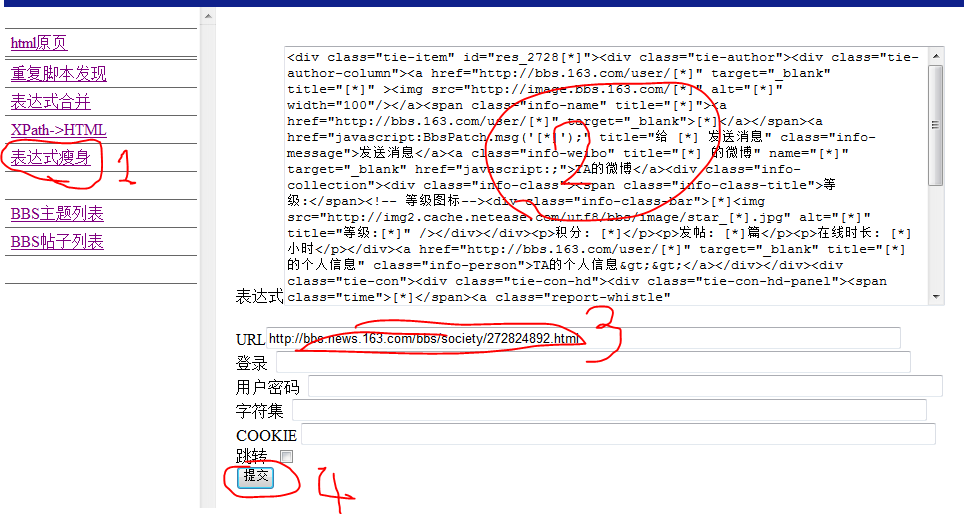 html原页
重复脚本发现
表达式合并
XPath->HTML
表达式瘦身
1
BBS主题列表
BBS帖子列表
<div class="tie-item" id="res_2728[*]"><div class="tie-author"><div class="tie-
author-column"><a href="http://bbs.163.com/user/[*]" target="_blank"
title="[*]" ><img src="http://image.bbs.163.com/[*]" alt="[*]"
width="100"/></a><span class="info-name" title="[*]"><a
href="http://bbs.163.com/user/[*]" target="_blank">[*]</a></span><a
href="javascript:BbsPatch.msg('[*]');" title="给 [*] 发送消息" class="info-
message">发送消息</a><a class="info-weibo" title="[*] 的微博" name="[*]"
target="_blank" href="javascript:;">TA的微博</a><div class="info-
collection"><div class="info-class"><span class="info-class-title">等
级:</span><!-- 等级图标--><div class="info-class-bar">[*]<img
src="http://img2.cache.netease.com/utf8/bbs/image/star_[*].jpg" alt="[*]"
title="等级:[*]" /></div></div><p>积分: [*]</p><p>发帖: [*]篇</p><p>在线时长: [*]
小时</p></div><a href="http://bbs.163.com/user/[*]" target="_blank" title="[*]
的个人信息" class="info-person">TA的个人信息&gt;&gt;</a></div></div><div
class="tie-con"><div class="tie-con-hd"><div class="tie-con-hd-panel"><span
class="time">[*]</span><a class="report-whistle"
2
表达式
URL http://bbs.news.163.com/bbs/society/272824892.html
3
登录
用户密码
字符集
COOKIE
跳转
提交
4